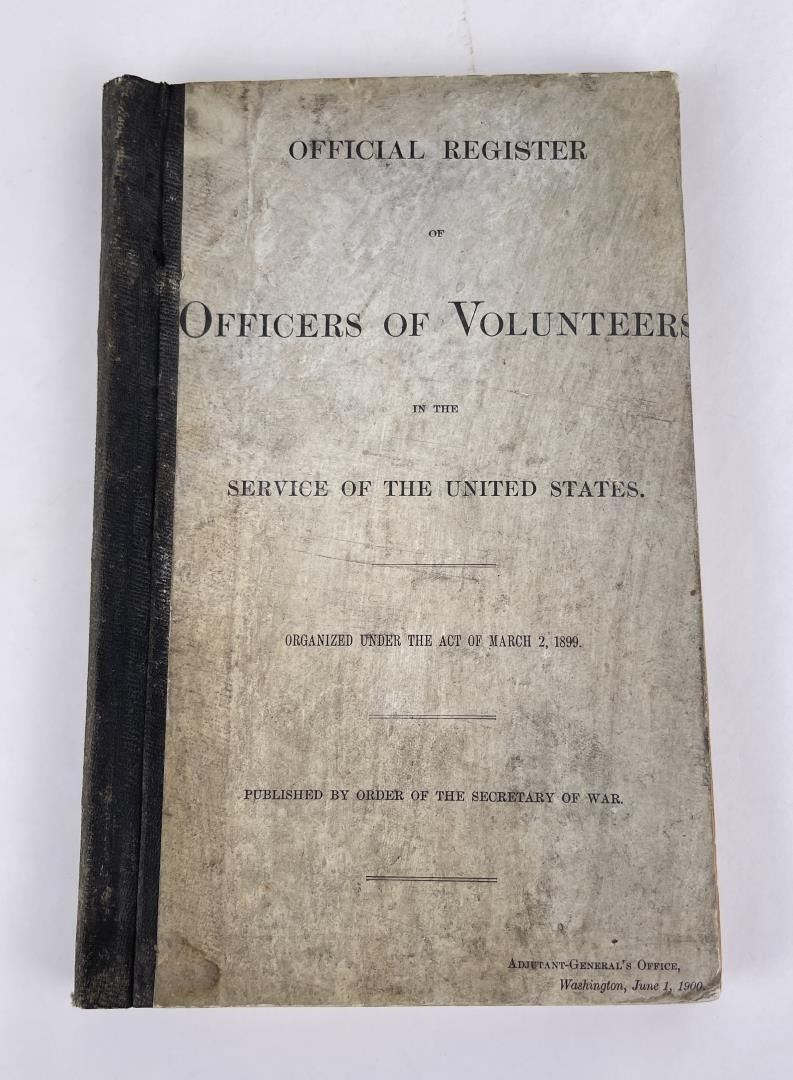 OFFICIAL REGISTER
OF
OFFICERS OF VOLUNTEERS
IN THE
SERVICE OF THE UNITED STATES.
ORGANIZED UNDER THE ACT OF MARCH 2, 1899.
PUBLISHED BY ORDER OF THE SECRETARY OF WAR.
ADJUTANT-GENERAL'S OFFICE,
Washington, June 1, 1900.